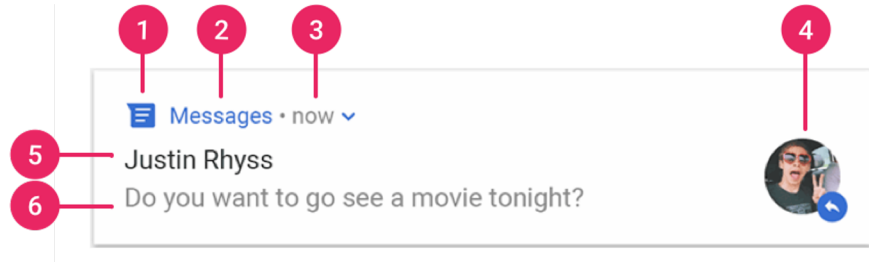 1 2 3 4
Messages • now
5 Justin Rhyss
6 Do you want to go see a movie tonight?